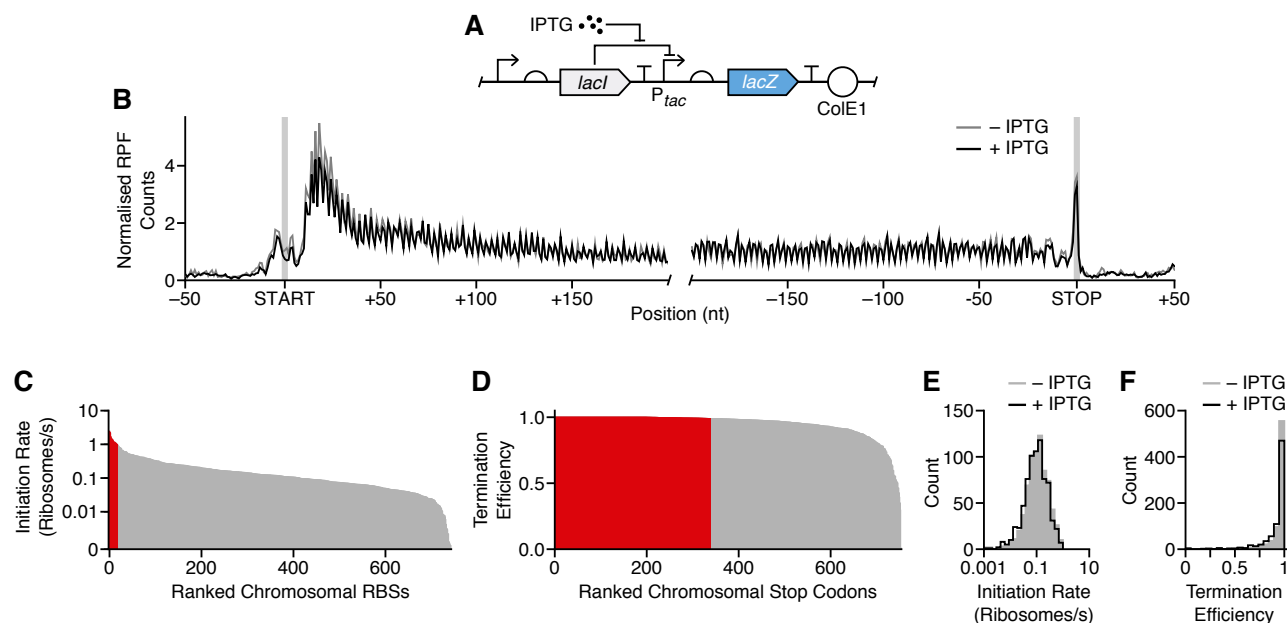 A
IPTG
lacI
Ptac
lacZ
ColE1
B
Normalised RPF
Counts
4
2
0
– IPTG
+ IPTG
–50
START
+50
+100
+150
–150
–100
-50
STOP
+50
Position (nt)
C
Initiation Rate
(Ribosomes/s)
10
1
0.1
0.01
0
0
200
400
600
Ranked Chromosomal RBSs
D
Termination
Efficiency
1.0
0.5
0.0
0
200
400
600
Ranked Chromosomal Stop Codons
E
– IPTG
+ IPTG
Count
150
100
50
0
0.001
0.1
10
Initiation Rate
(Ribosomes/s)
F
– IPTG
+ IPTG
Count
600
400
200
0
0
0.5
1
Termination
Efficiency